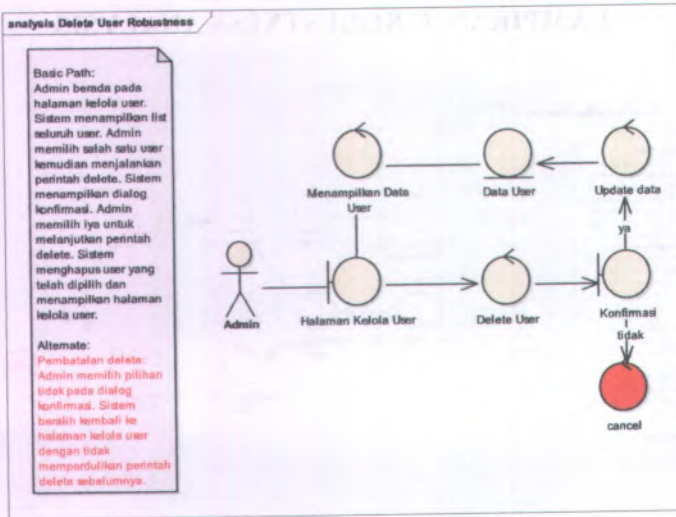 analysis Delete User Robustness
Basic Path:
Admin berada pada
halaman kelola user.
Sistem menampilkan list
seluruh user. Admin
memilih salah satu user
kemudian menjalankan
perintah delete. Sistem
menampilkan dialog
konfirmasi. Admin
memilih iya untuk
melanjutkan perintah
delete. Sistem
menghapus user yang
telah dipilih dan
menampilkan halaman
kelola user.
Alternate:
Pembatalan delete:
Admin memilih pilihan
tidak pada dialog
konfirmasi. Sistem
beralih kembali ke
halaman kelola user
dengan tidak
mempardulikan perintah
delete sebelumnya.
Menampilkan Data
User
Data User
Update data
ya
Admin
Halaman Kelola User
Delete User
Konfirmasi
tidak
cancel